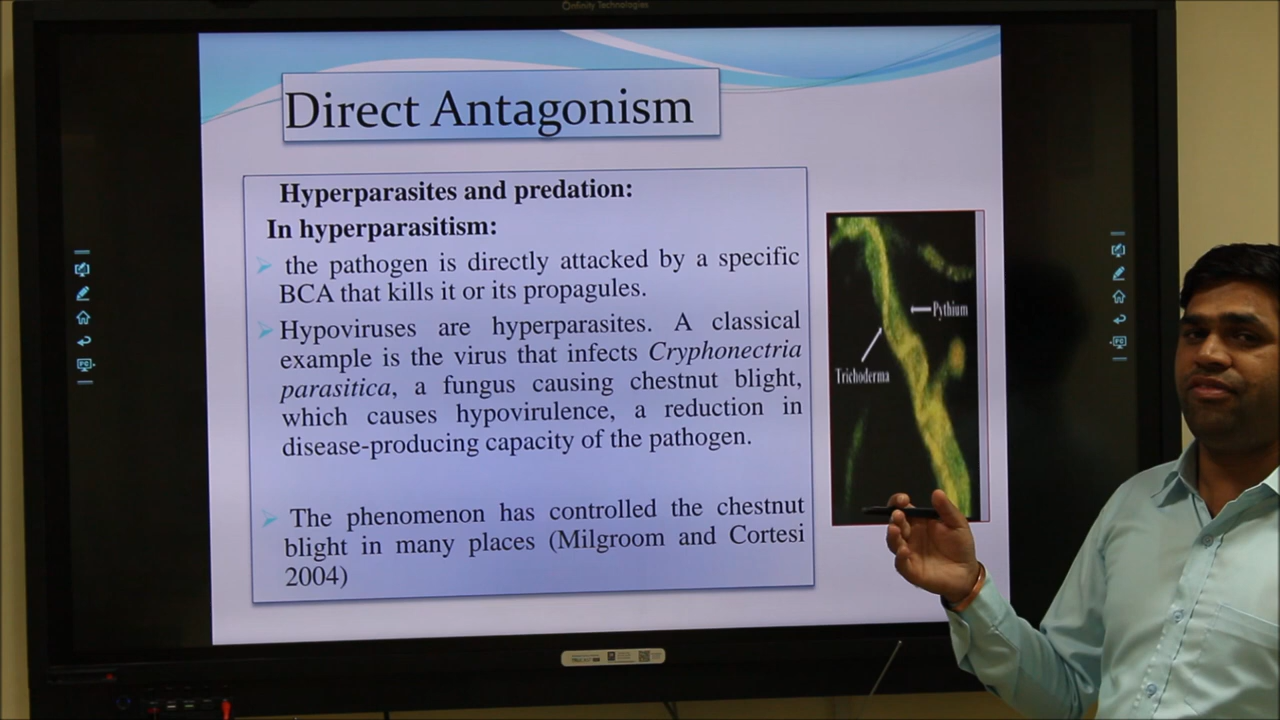 Infinity Technologies
Direct Antagonism
Hyperparasites and predation:
In hyperparasitism:
the pathogen is directly attacked by a specific
BCA that kills it or its propagules.
Hypoviruses are hyperparasites. A classical
example is the virus that infects Cryphonectria
parasitica, a fungus causing chestnut blight,
which causes hypovirulence, a reduction in
disease-producing capacity of the pathogen.
The phenomenon has controlled the chestnut
blight in many places (Milgroom and Cortesi
2004)
Pythium
Trichoderma